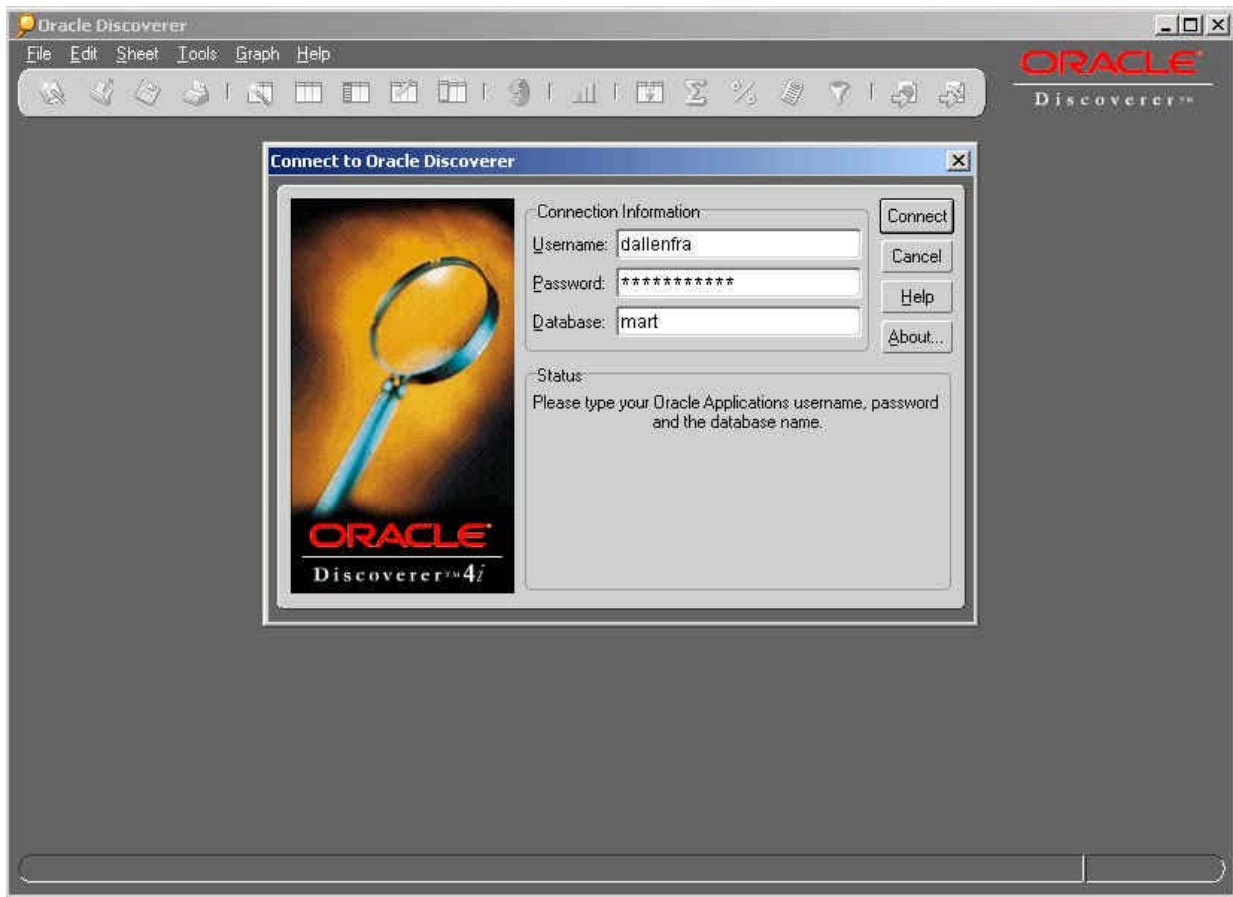 Oracle Discoverer
File Edit Sheet Tools Graph Help
ORACLE
Discoverer™
Connect to Oracle Discoverer
Connection Information
Username: dallenfra
Password: ***********
Database: mart
Connect
Cancel
Help
About...
Status
Please type your Oracle Applications username, password
and the database name.
ORACLE
Discoverer™ 4i